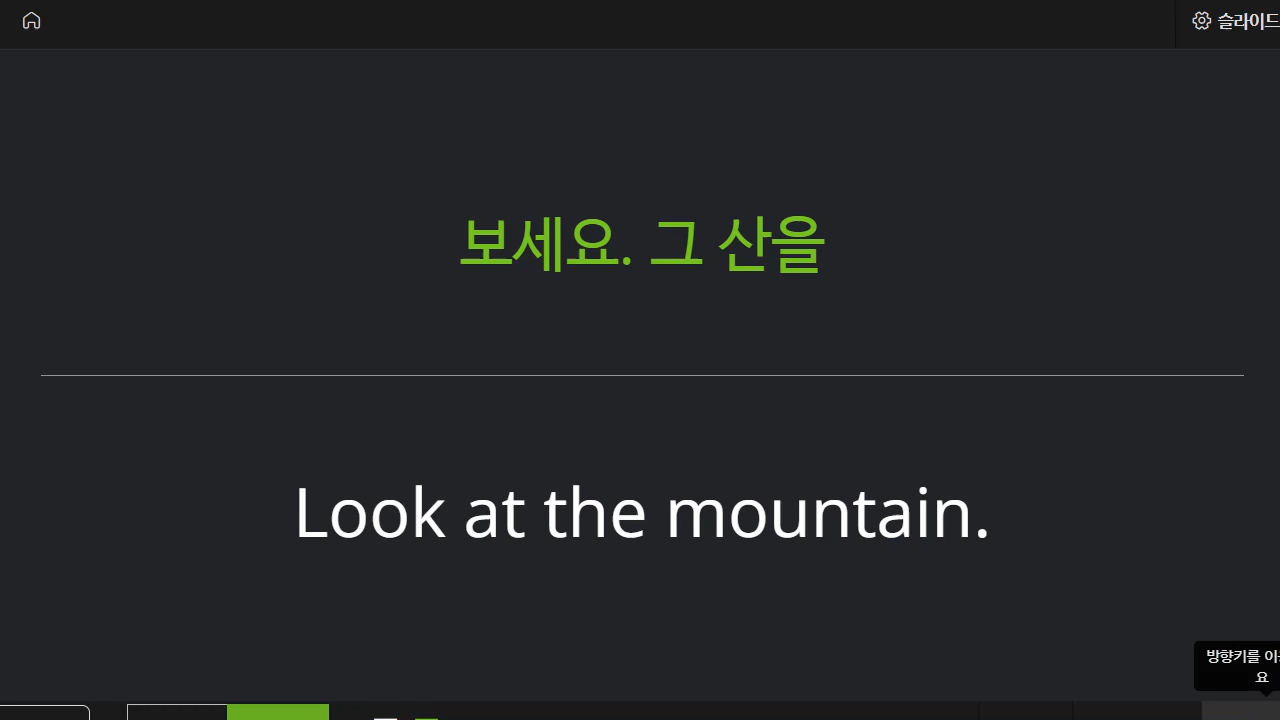 슬라이드
보세요. 그 산을
Look at the mountain.
방향키를
요